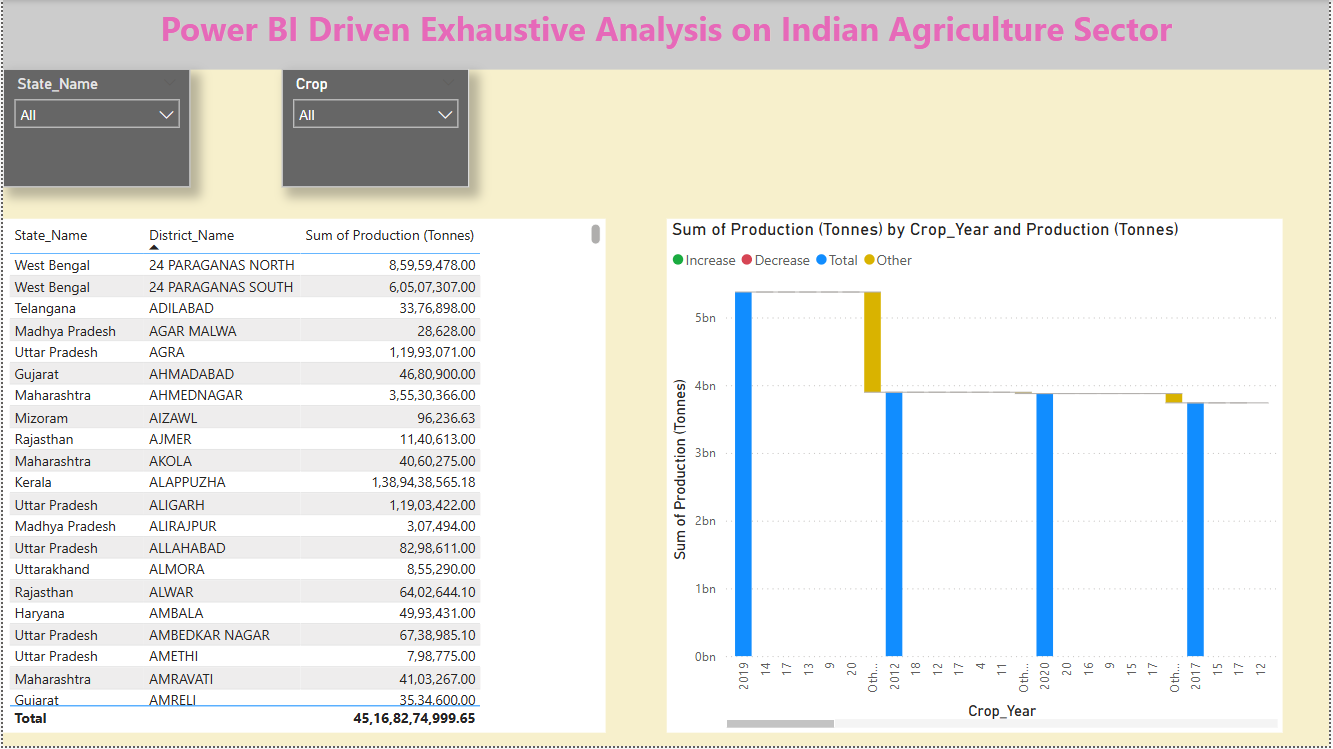 Power BI Driven Exhaustive Analysis on Indian Agriculture Sector
State_Name
All
Crop
All
State_Name District_Name Sum of Production (Tonnes)
West Bengal 24 PARAGANAS NORTH 8,59,59,478.00
West Bengal 24 PARAGANAS SOUTH 6,05,07,307.00
Telangana ADILABAD 33,76,898.00
Madhya Pradesh AGAR MALWA 28,628.00
Uttar Pradesh AGRA 1,19,93,071.00
Gujarat AHMADABAD 46,80,900.00
Maharashtra AHMEDNAGAR 3,55,30,366.00
Mizoram AIZAWL 96,236.63
Rajasthan AJMER 11,40,613.00
Maharashtra AKOLA 40,60,275.00
Kerala ALAPPUZHA 1,38,94,38,565.18
Uttar Pradesh ALIGARH 1,19,03,422.00
Madhya Pradesh ALIRAJPUR 3,07,494.00
Uttar Pradesh ALLAHABAD 82,98,611.00
Uttarakhand ALMORA 8,55,290.00
Rajasthan ALWAR 64,02,644.10
Haryana AMBALA 49,93,431.00
Uttar Pradesh AMBEDKAR NAGAR 67,38,985.10
Uttar Pradesh AMETHI 7,98,775.00
Maharashtra AMRAVATI 41,03,267.00
Gujarat AMRELI 35,34,600.00
Total 45,16,82,74,999.65
Sum of Production (Tonnes) by Crop_Year and Production (Tonnes)
Increase Decrease Total Other
Sum of Production (Tonnes)
5bn
4bn
3bn
2bn
1bn
0bn
2019 14 17 13 9 20 Oth... 2012 18 12 17 4 11 Oth... 2020 20 16 9 15 17 Oth... 2017 15 17 12
Crop_Year